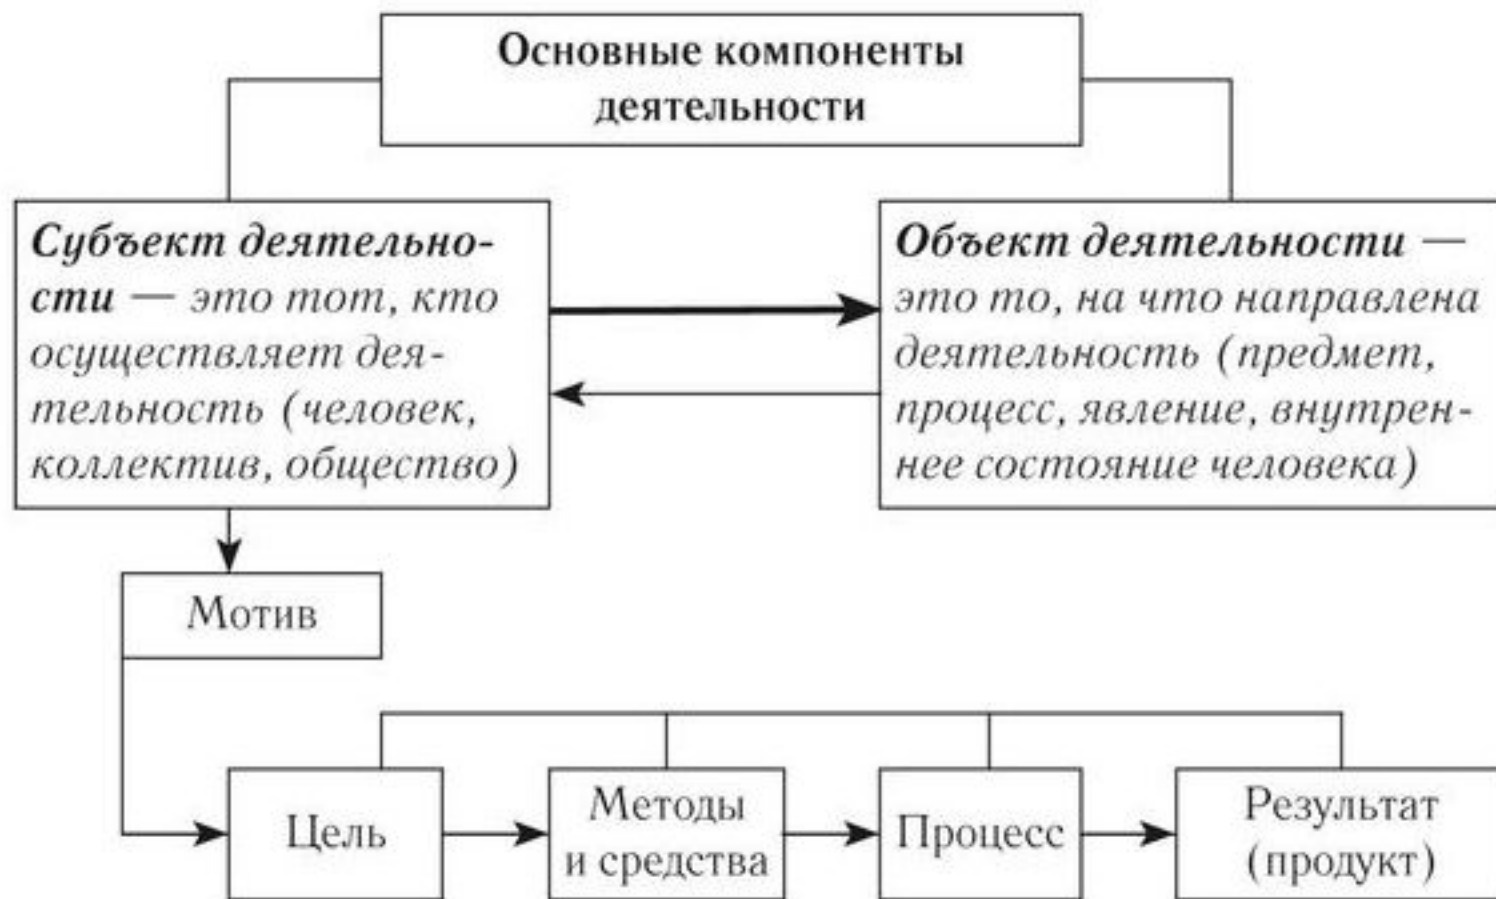 Основные компоненты
деятельности
Субъект деятельно-
сти — это тот, кто
осуществляет дея-
тельность (человек,
коллектив, общество)
Объект деятельности —
это то, на что направлена
деятельность (предмет,
процесс, явление, внутрен-
нее состояние человека)
Мотив
Цель
Методы
и средства
Процесс
Результат
(продукт)